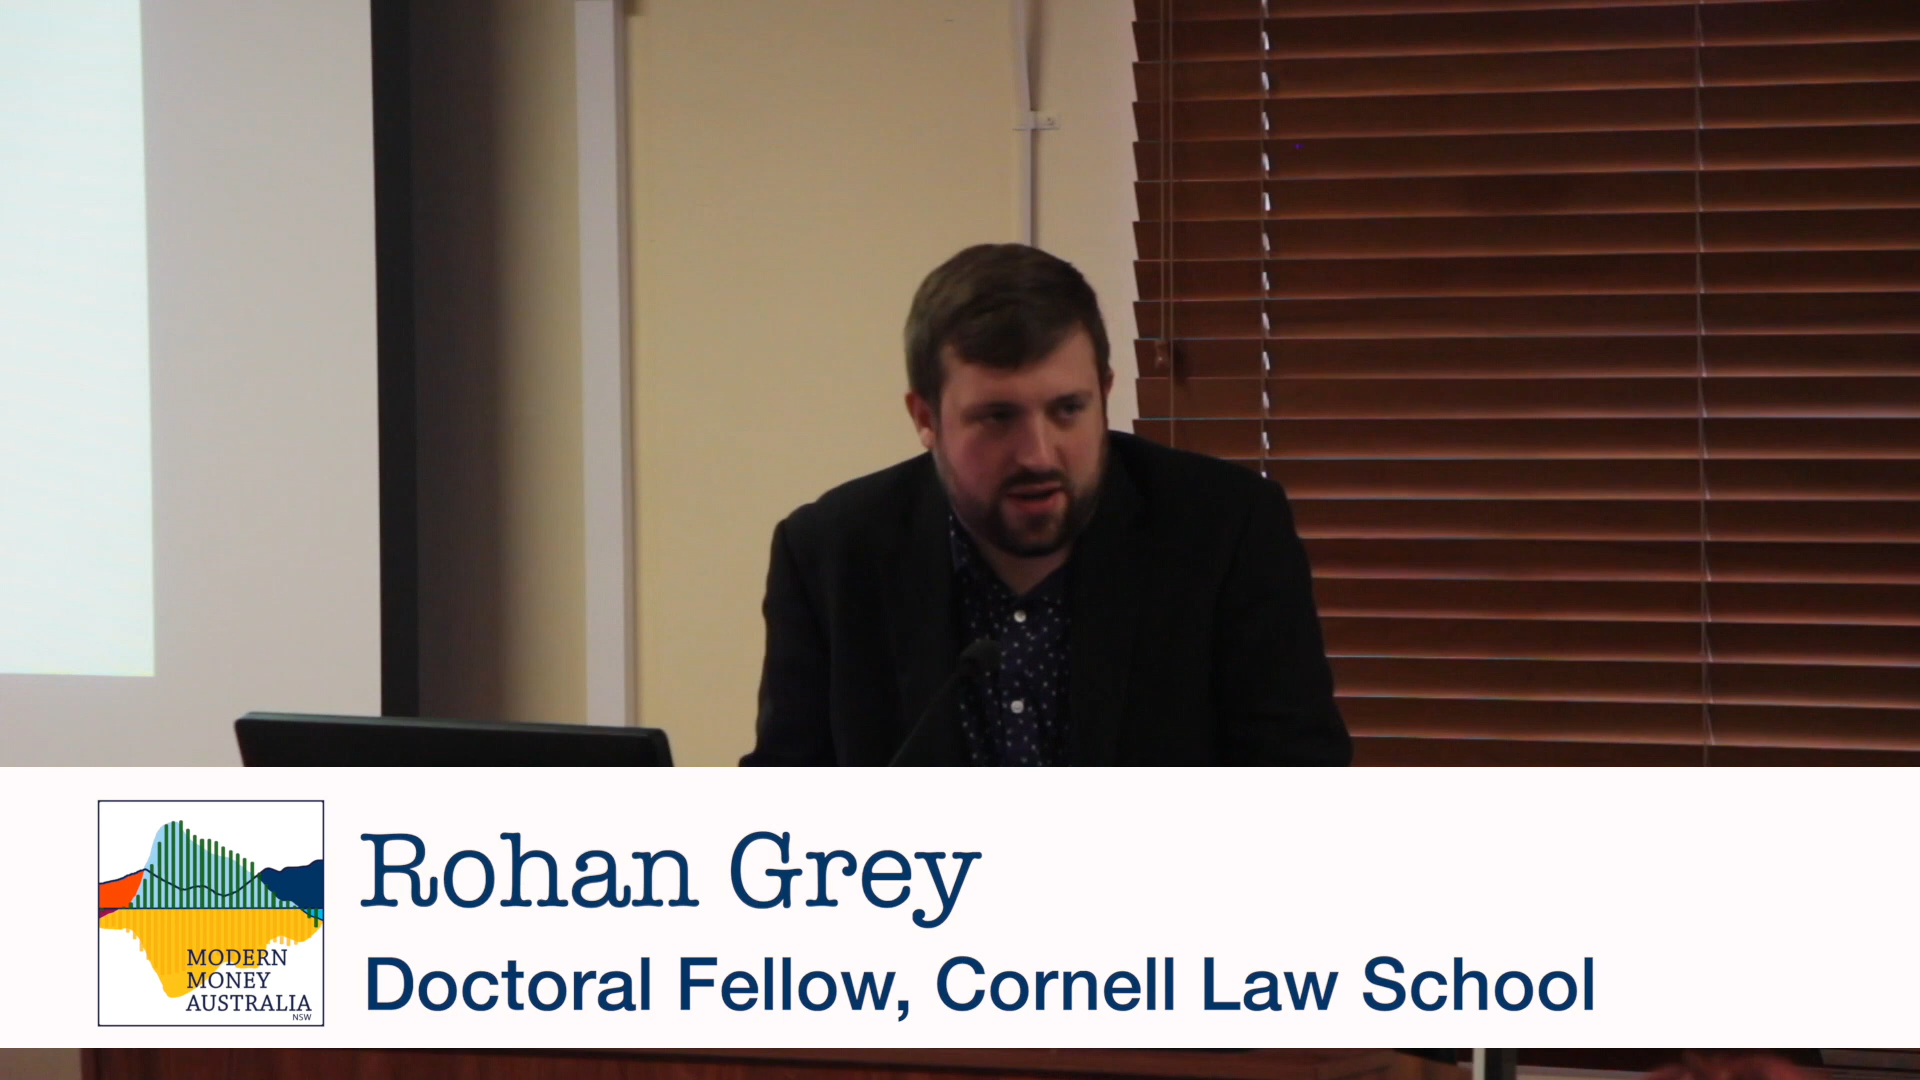 Rohan Grey
Doctoral Fellow, Cornell Law School
MODERN
MONEY
AUSTRALIA
NSW